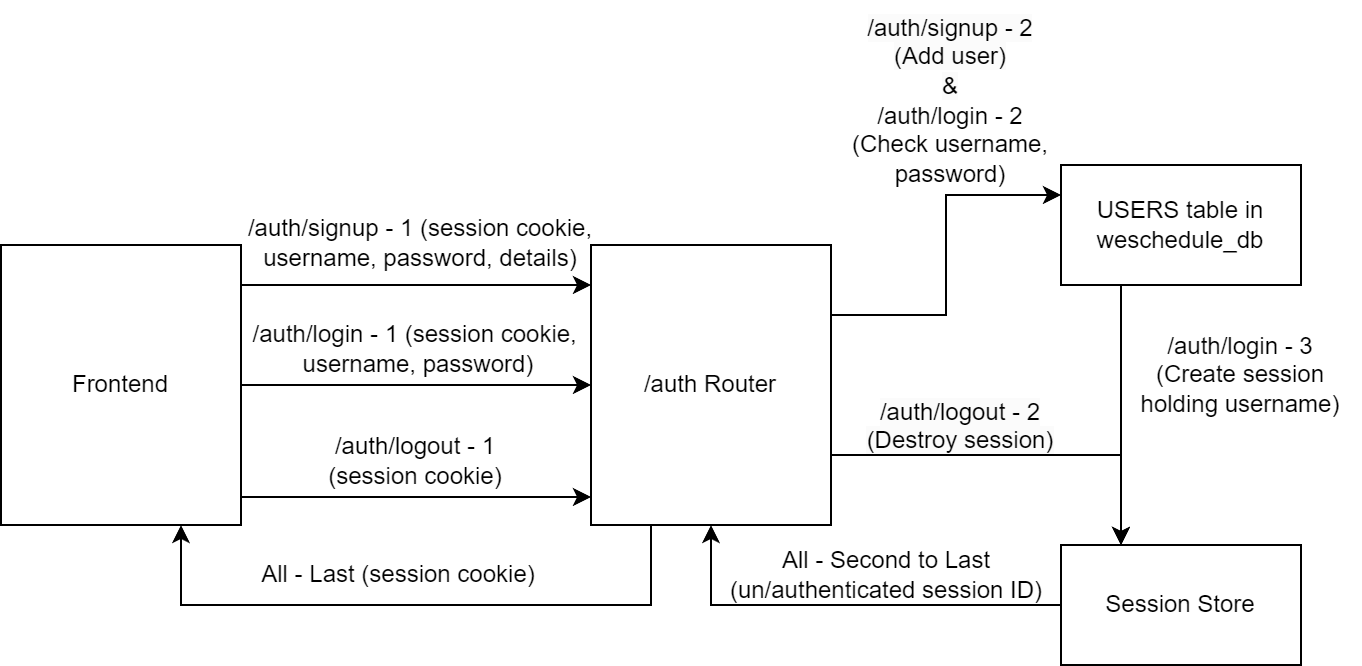 /auth/signup - 2
(Add user)
&
/auth/login - 2
(Check username,
password)
USERS table in
weschedule_db
/auth/signup - 1 (session cookie,
username, password, details)
/auth/login - 1 (session cookie,
username, password)
Frontend
/auth Router
/auth/login - 3
(Create session
holding username)
/auth/logout - 2
(Destroy session)
/auth/logout - 1
(session cookie)
All - Last (session cookie)
All - Second to Last
(un/authenticated session ID)
Session Store